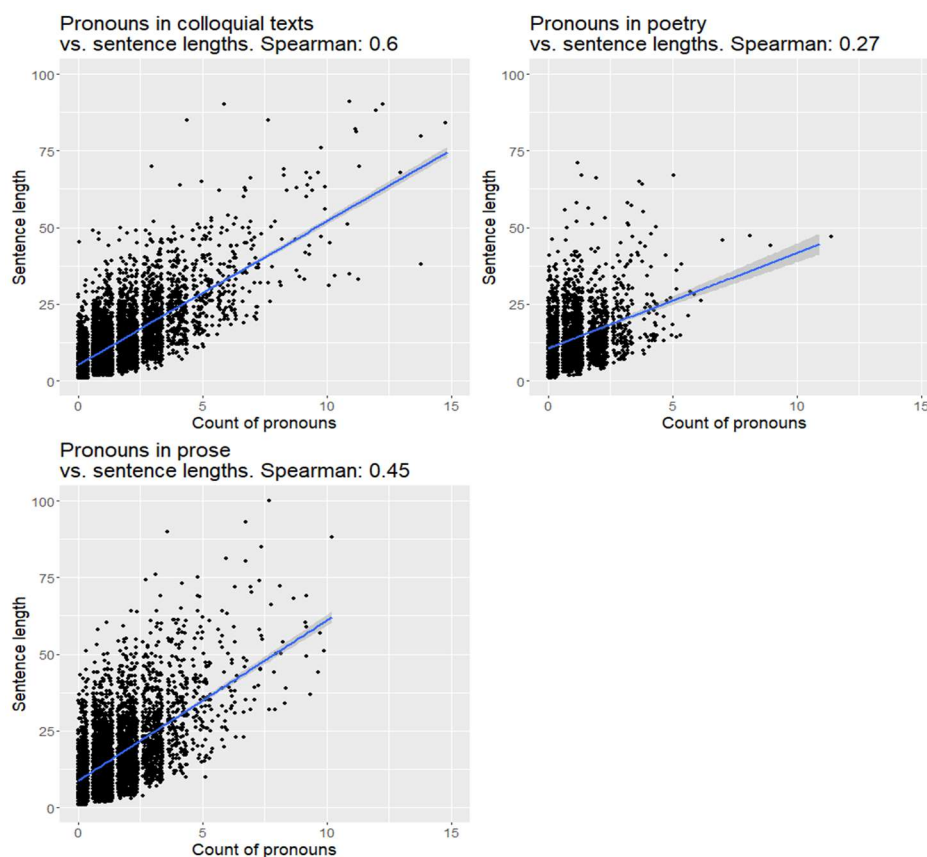 Pronouns in colloquial texts
vs. sentence lengths. Spearman: 0.6
100
75
50
25
0
Sentence length
0
5
10
15
Count of pronouns
Pronouns in poetry
vs. sentence lengths. Spearman: 0.27
100
75
50
25
0
Sentence length
0
5
10
15
Count of pronouns
Pronouns in prose
vs. sentence lengths. Spearman: 0.45
100
75
50
25
0
Sentence length
0
5
10
15
Count of pronouns